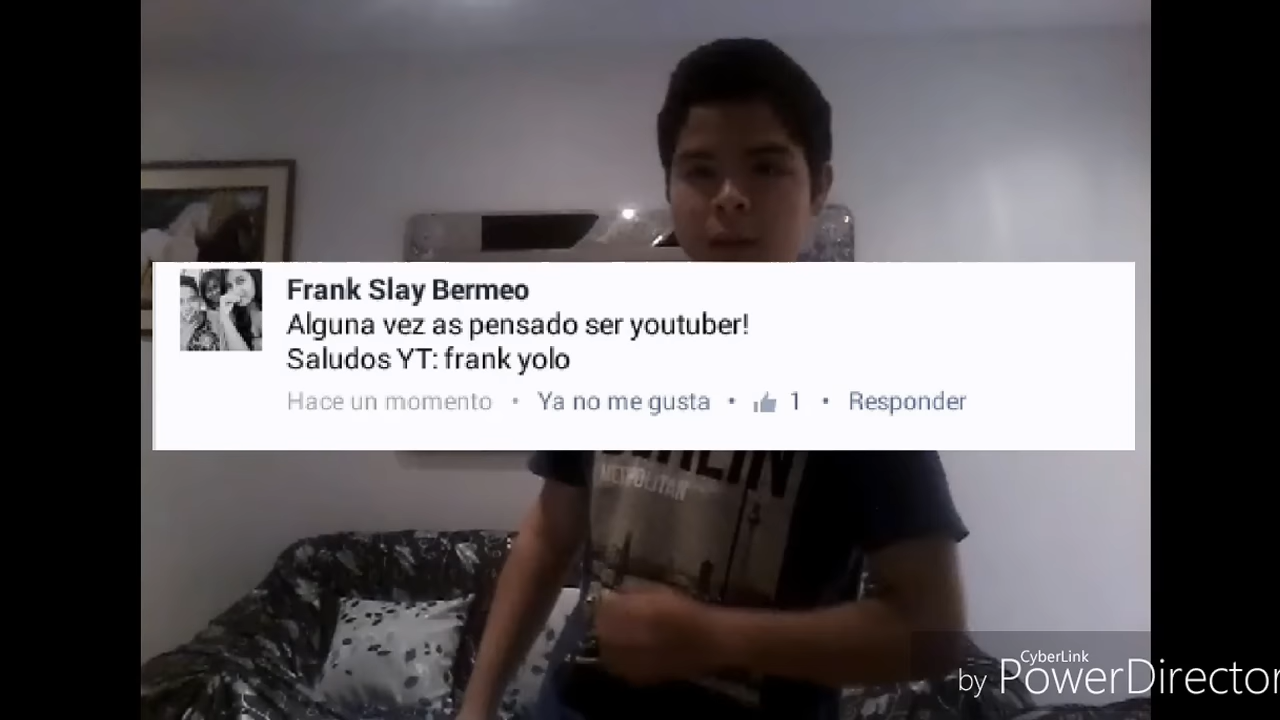 Frank Slay Bermeo
Alguna vez as pensado ser youtuber!
Saludos YT: frank yolo
Hace un momento • Ya no me gusta • 1 • Responder
METROPOLITAN
CyberLink
by PowerDirector